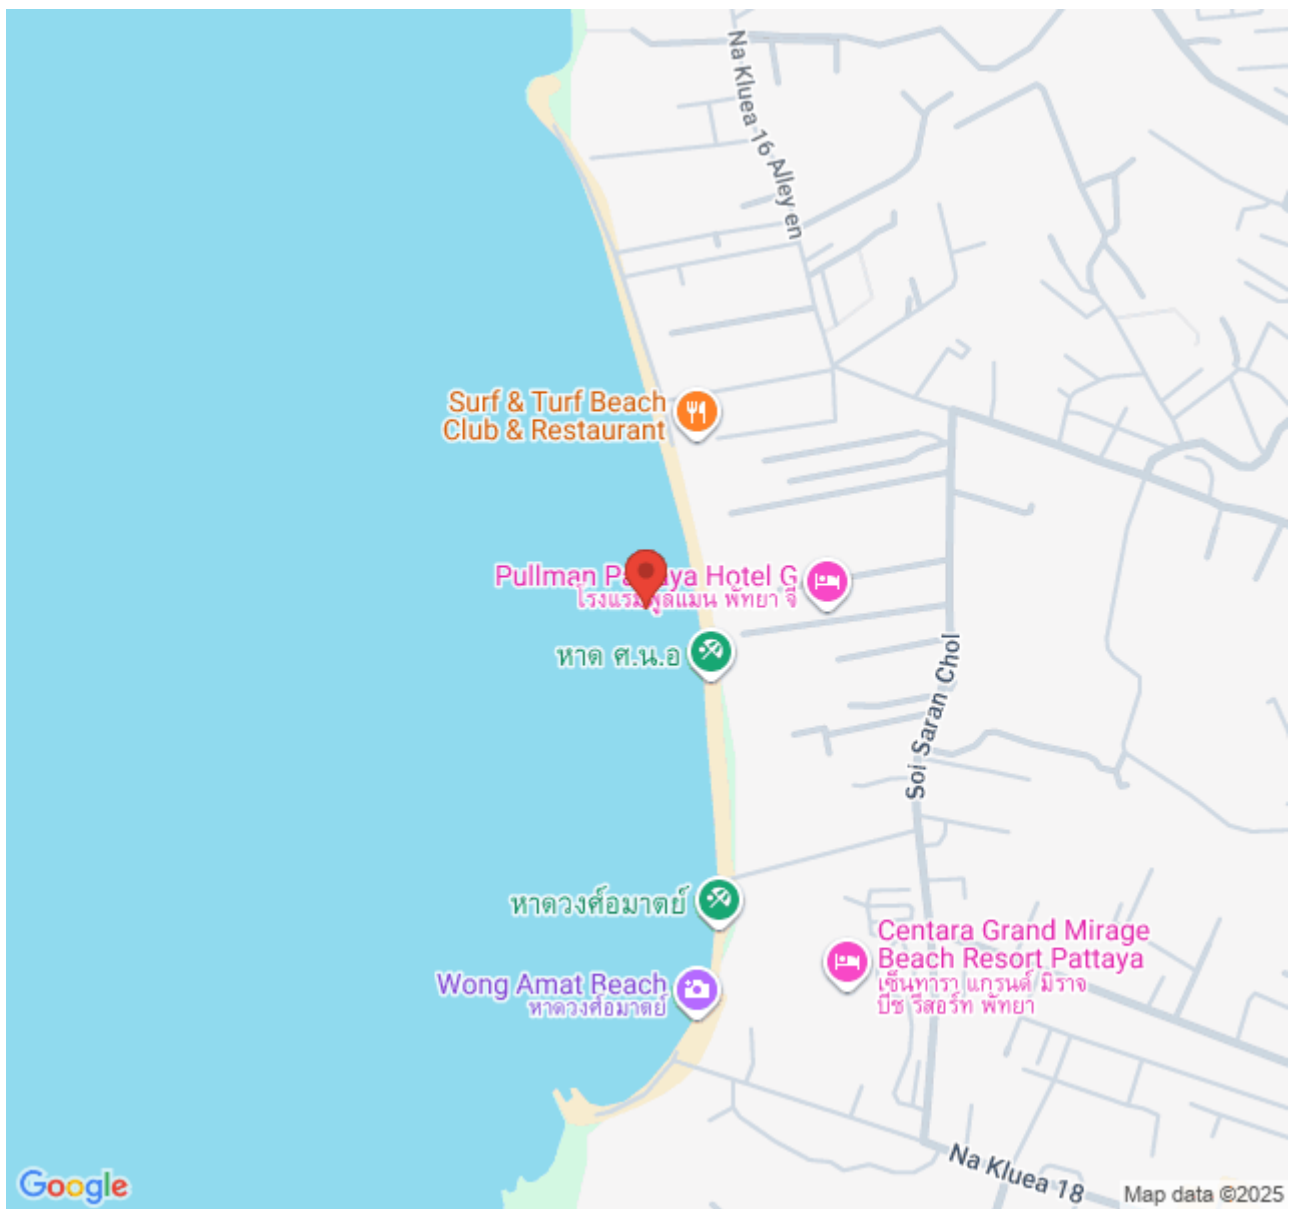 Na Kluea 16 Alley en
Surf & Turf Beach
Club & Restaurant
Pullman Pattaya Hotel G
โรงแรมพูลแมน พัทยา จี
หาด ศ.น.อ
Soi Saran Chol
หาดวงศ์อมาตย์
Centara Grand Mirage
Beach Resort Pattaya
เซ็นทารา แกรนด์ มิราจ
บีช รีสอร์ท พัทยา
Wong Amat Beach
หาดวงศ์อมาตย์
Na Kluea 18
Google
Map data ©2025